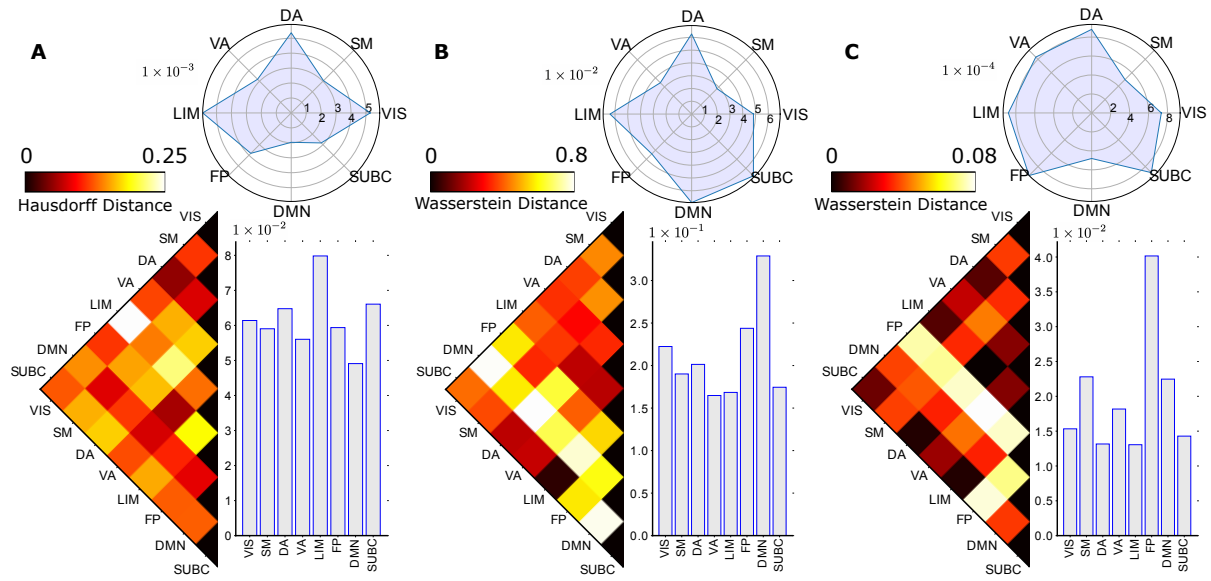 A
1 × 10⁻³
DA
VA
SM
LIM
1
2
3
4
5
VIS
FP
SUBC
DMN
0
0.25
Hausdorff Distance
VIS
SM
DA
VA
LIM
FP
DMN
SUBC
VIS
SM
DA
VA
LIM
FP
DMN
SUBC
1 × 10⁻²
8
7
6
5
4
3
2
1
0
VIS
SM
DA
VA
LIM
FP
DMN
SUBC
B
1 × 10⁻²
DA
VA
SM
LIM
1
2
3
4
5
6
VIS
FP
SUBC
DMN
0
0.8
Wasserstein Distance
VIS
SM
DA
VA
LIM
FP
DMN
SUBC
VIS
SM
DA
VA
LIM
FP
DMN
SUBC
1 × 10⁻¹
3.0
2.5
2.0
1.5
1.0
0.5
0.0
VIS
SM
DA
VA
LIM
FP
DMN
SUBC
C
1 × 10⁻⁴
DA
VA
SM
LIM
2
4
6
8
VIS
FP
SUBC
DMN
0
0.08
Wasserstein Distance
VIS
SM
DA
VA
LIM
FP
DMN
SUBC
VIS
SM
DA
VA
LIM
FP
DMN
SUBC
1 × 10⁻²
4.0
3.5
3.0
2.5
2.0
1.5
1.0
0.5
0.0
VIS
SM
DA
VA
LIM
FP
DMN
SUBC